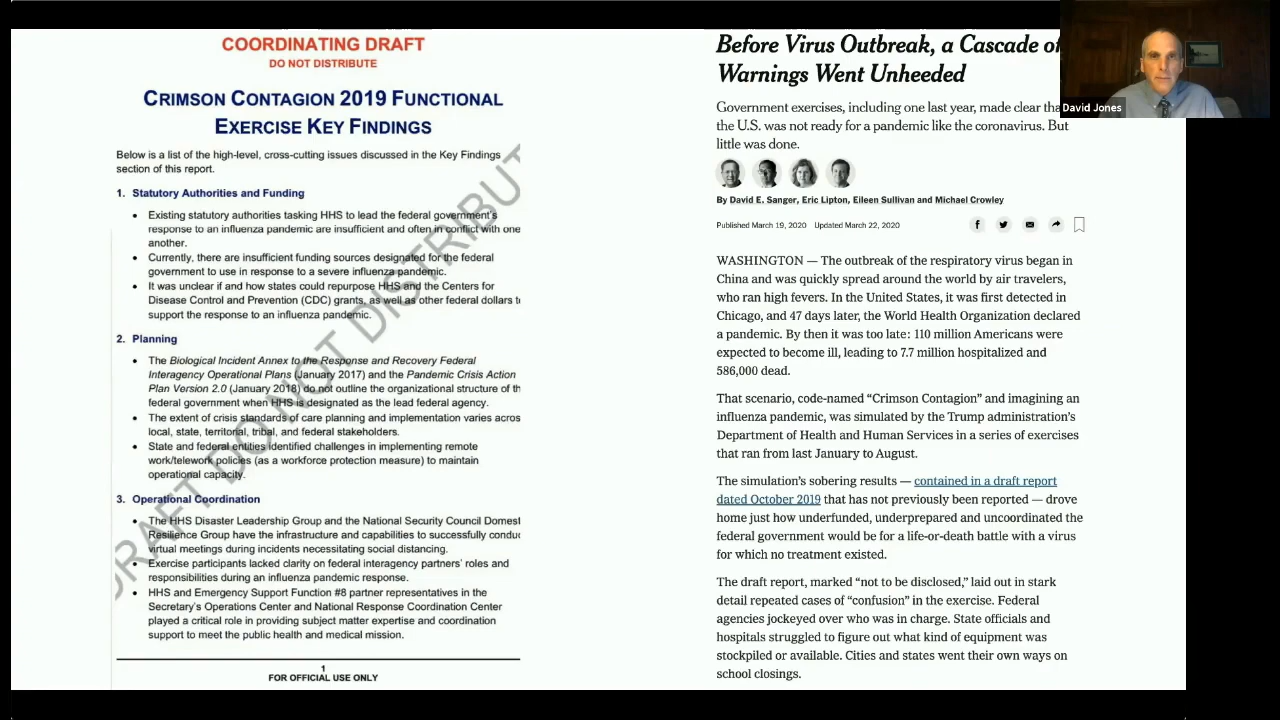 COORDINATING DRAFT
DO NOT DISTRIBUTE
CRIMSON CONTAGION 2019 FUNCTIONAL
EXERCISE KEY FINDINGS
Below is a list of the high-level, cross-cutting issues discussed in the Key Findings
section of this report.
1. Statutory Authorities and Funding
• Existing statutory authorities tasking HHS to lead the federal government's
response to an influenza pandemic are insufficient and often in conflict with one
another.
• Currently, there are insufficient funding sources designated for the federal
government to use in response to a severe influenza pandemic.
• It was unclear if and how states could repurpose HHS and the Centers for
Disease Control and Prevention (CDC) grants, as well as other federal dollars to
support the response to an influenza pandemic.
2. Planning
• The Biological Incident Annex to the Response and Recovery Federal
Interagency Operational Plans (January 2017) and the Pandemic Crisis Action
Plan Version 2.0 (January 2018) do not outline the organizational structure of th
federal government when HHS is designated as the lead federal agency.
• The extent of crisis standards of care planning and implementation varies acros
local, state, territorial, tribal, and federal stakeholders.
• State and federal entities identified challenges in implementing remote
work/telework policies (as a workforce protection measure) to maintain
operational capacity.
3. Operational Coordination
• The HHS Disaster Leadership Group and the National Security Council Domest
Resilience Group have the infrastructure and capabilities to successfully conduc
virtual meetings during incidents necessitating social distancing.
• Exercise participants lacked clarity on federal interagency partners' roles and
responsibilities during an influenza pandemic response.
• HHS and Emergency Support Function #8 partner representatives in the
Secretary's Operations Center and National Response Coordination Center
played a critical role in providing subject matter expertise and coordination
support to meet the public health and medical mission.
1
FOR OFFICIAL USE ONLY
DRAFT DO NOT DISTRIBUT
Before Virus Outbreak, a Cascade of
Warnings Went Unheeded
Government exercises, including one last year, made clear tha
the U.S. was not ready for a pandemic like the coronavirus. But
little was done.
By David E. Sanger, Eric Lipton, Eileen Sullivan and Michael Crowley
Published March 19, 2020 Updated March 22, 2020
WASHINGTON — The outbreak of the respiratory virus began in
China and was quickly spread around the world by air travelers,
who ran high fevers. In the United States, it was first detected in
Chicago, and 47 days later, the World Health Organization declared
a pandemic. By then it was too late: 110 million Americans were
expected to become ill, leading to 7.7 million hospitalized and
586,000 dead.
That scenario, code-named “Crimson Contagion” and imagining an
influenza pandemic, was simulated by the Trump administration’s
Department of Health and Human Services in a series of exercises
that ran from last January to August.
The simulation’s sobering results — contained in a draft report
dated October 2019 that has not previously been reported — drove
home just how underfunded, underprepared and uncoordinated the
federal government would be for a life-or-death battle with a virus
for which no treatment existed.
The draft report, marked “not to be disclosed,” laid out in stark
detail repeated cases of “confusion” in the exercise. Federal
agencies jockeyed over who was in charge. State officials and
hospitals struggled to figure out what kind of equipment was
stockpiled or available. Cities and states went their own ways on
school closings.
David Jones